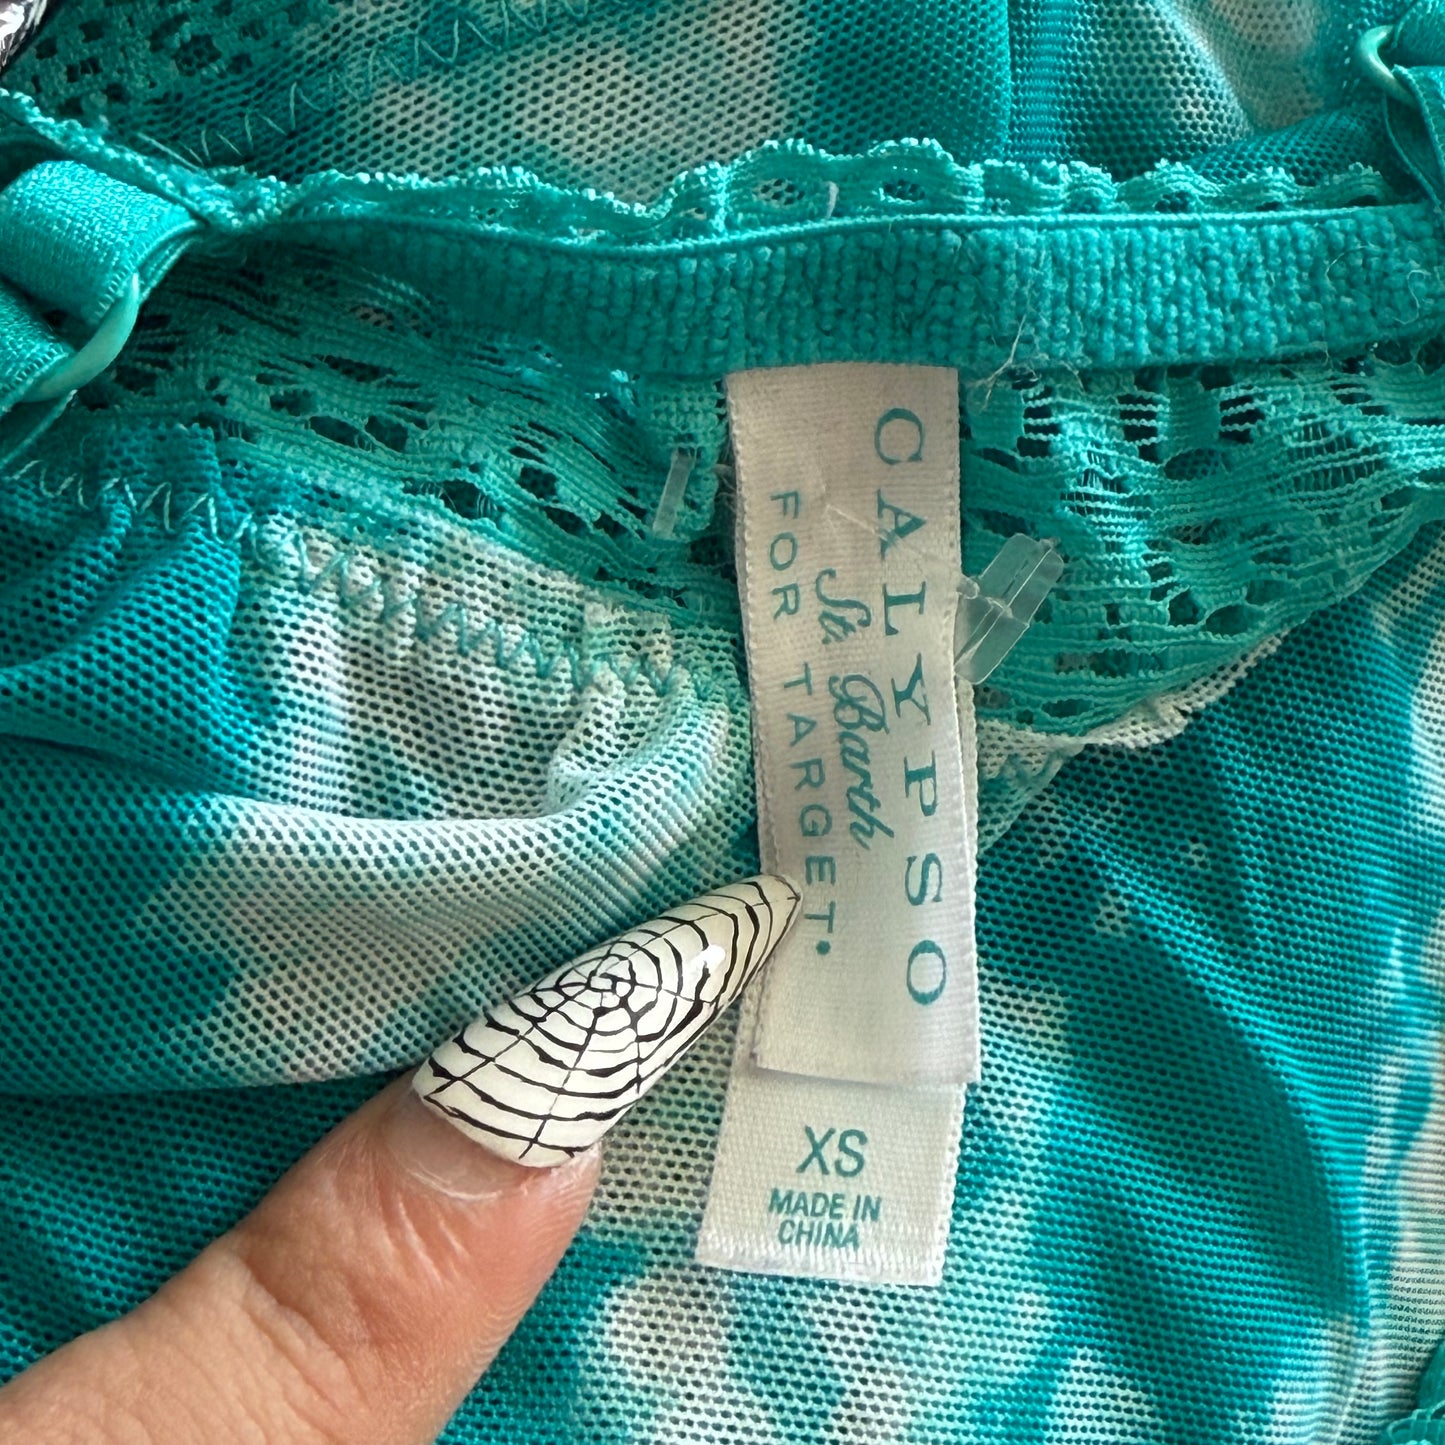 CALYPSO
St. Barth
FOR TARGET.
XS
MADE IN
CHINA